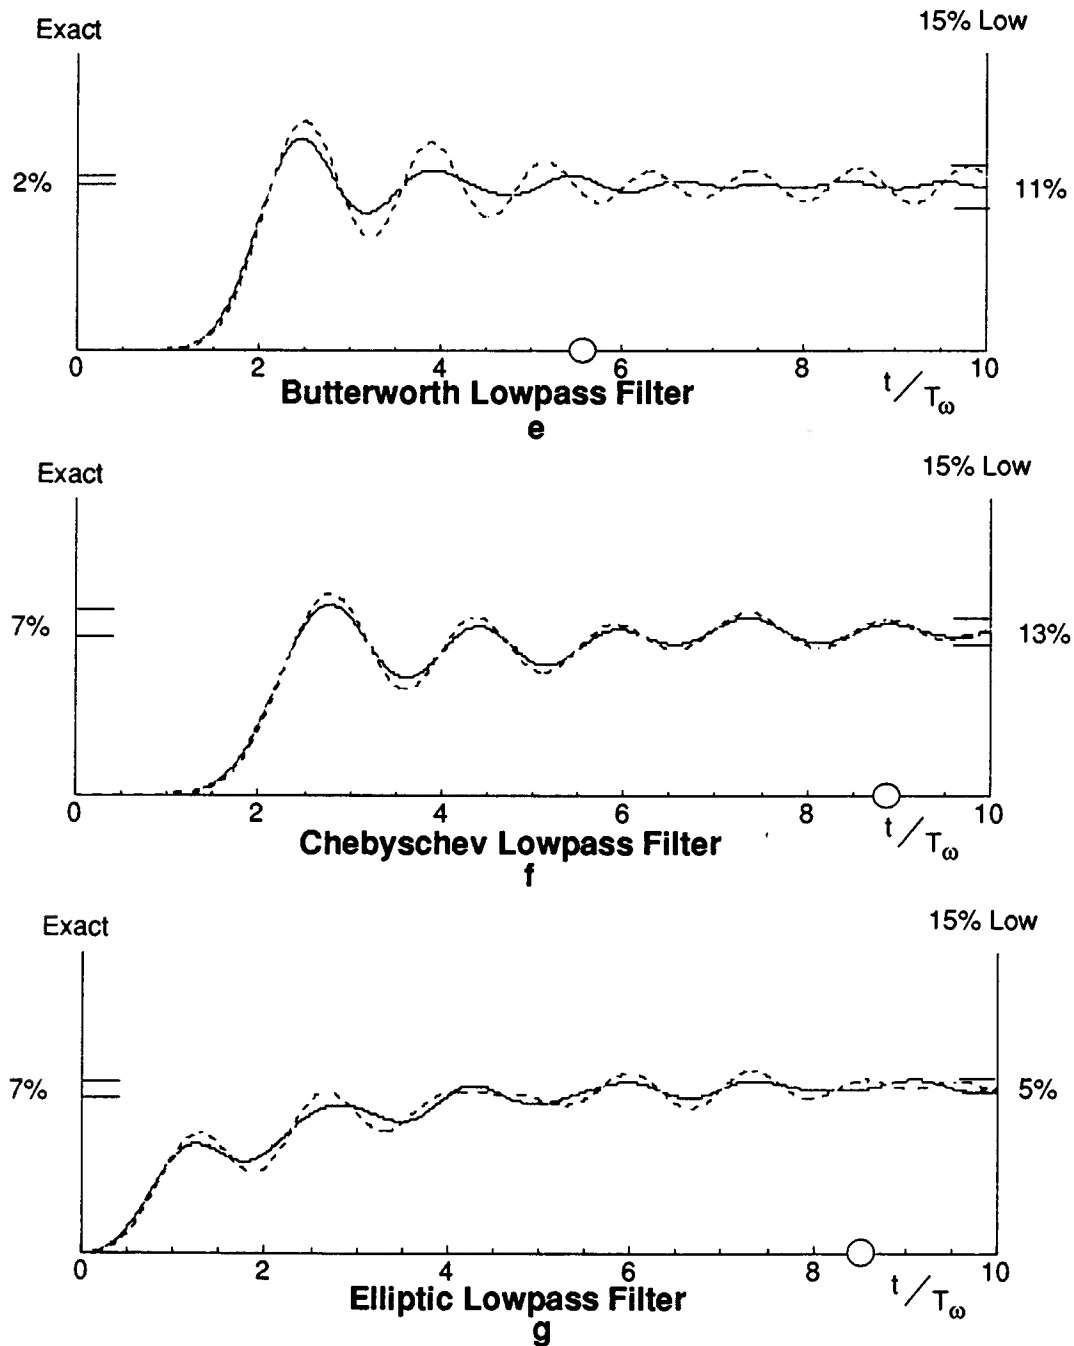 Exact 15% Low
2% 11%
0 2 4 6 8 10
t/Tω
Butterworth Lowpass Filter
e
Exact 15% Low
7% 13%
0 2 4 6 8 10
t/Tω
Chebyschev Lowpass Filter
f
Exact 15% Low
7% 5%
0 2 4 6 8 10
t/Tω
Elliptic Lowpass Filter
g